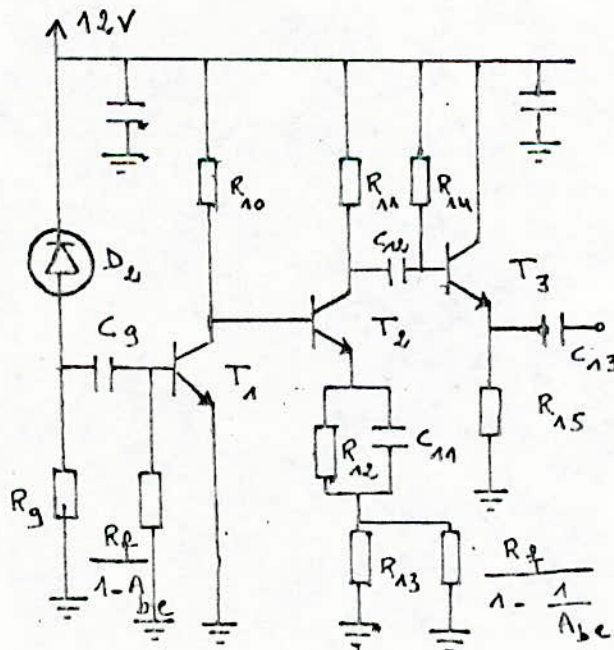 12V
R10
R11
R14
C12
D2
C9
T1
T2
T3
C13
R12
C11
R15
R9
Rf
1-Abe
R13
Rf
1 - 1
Abe